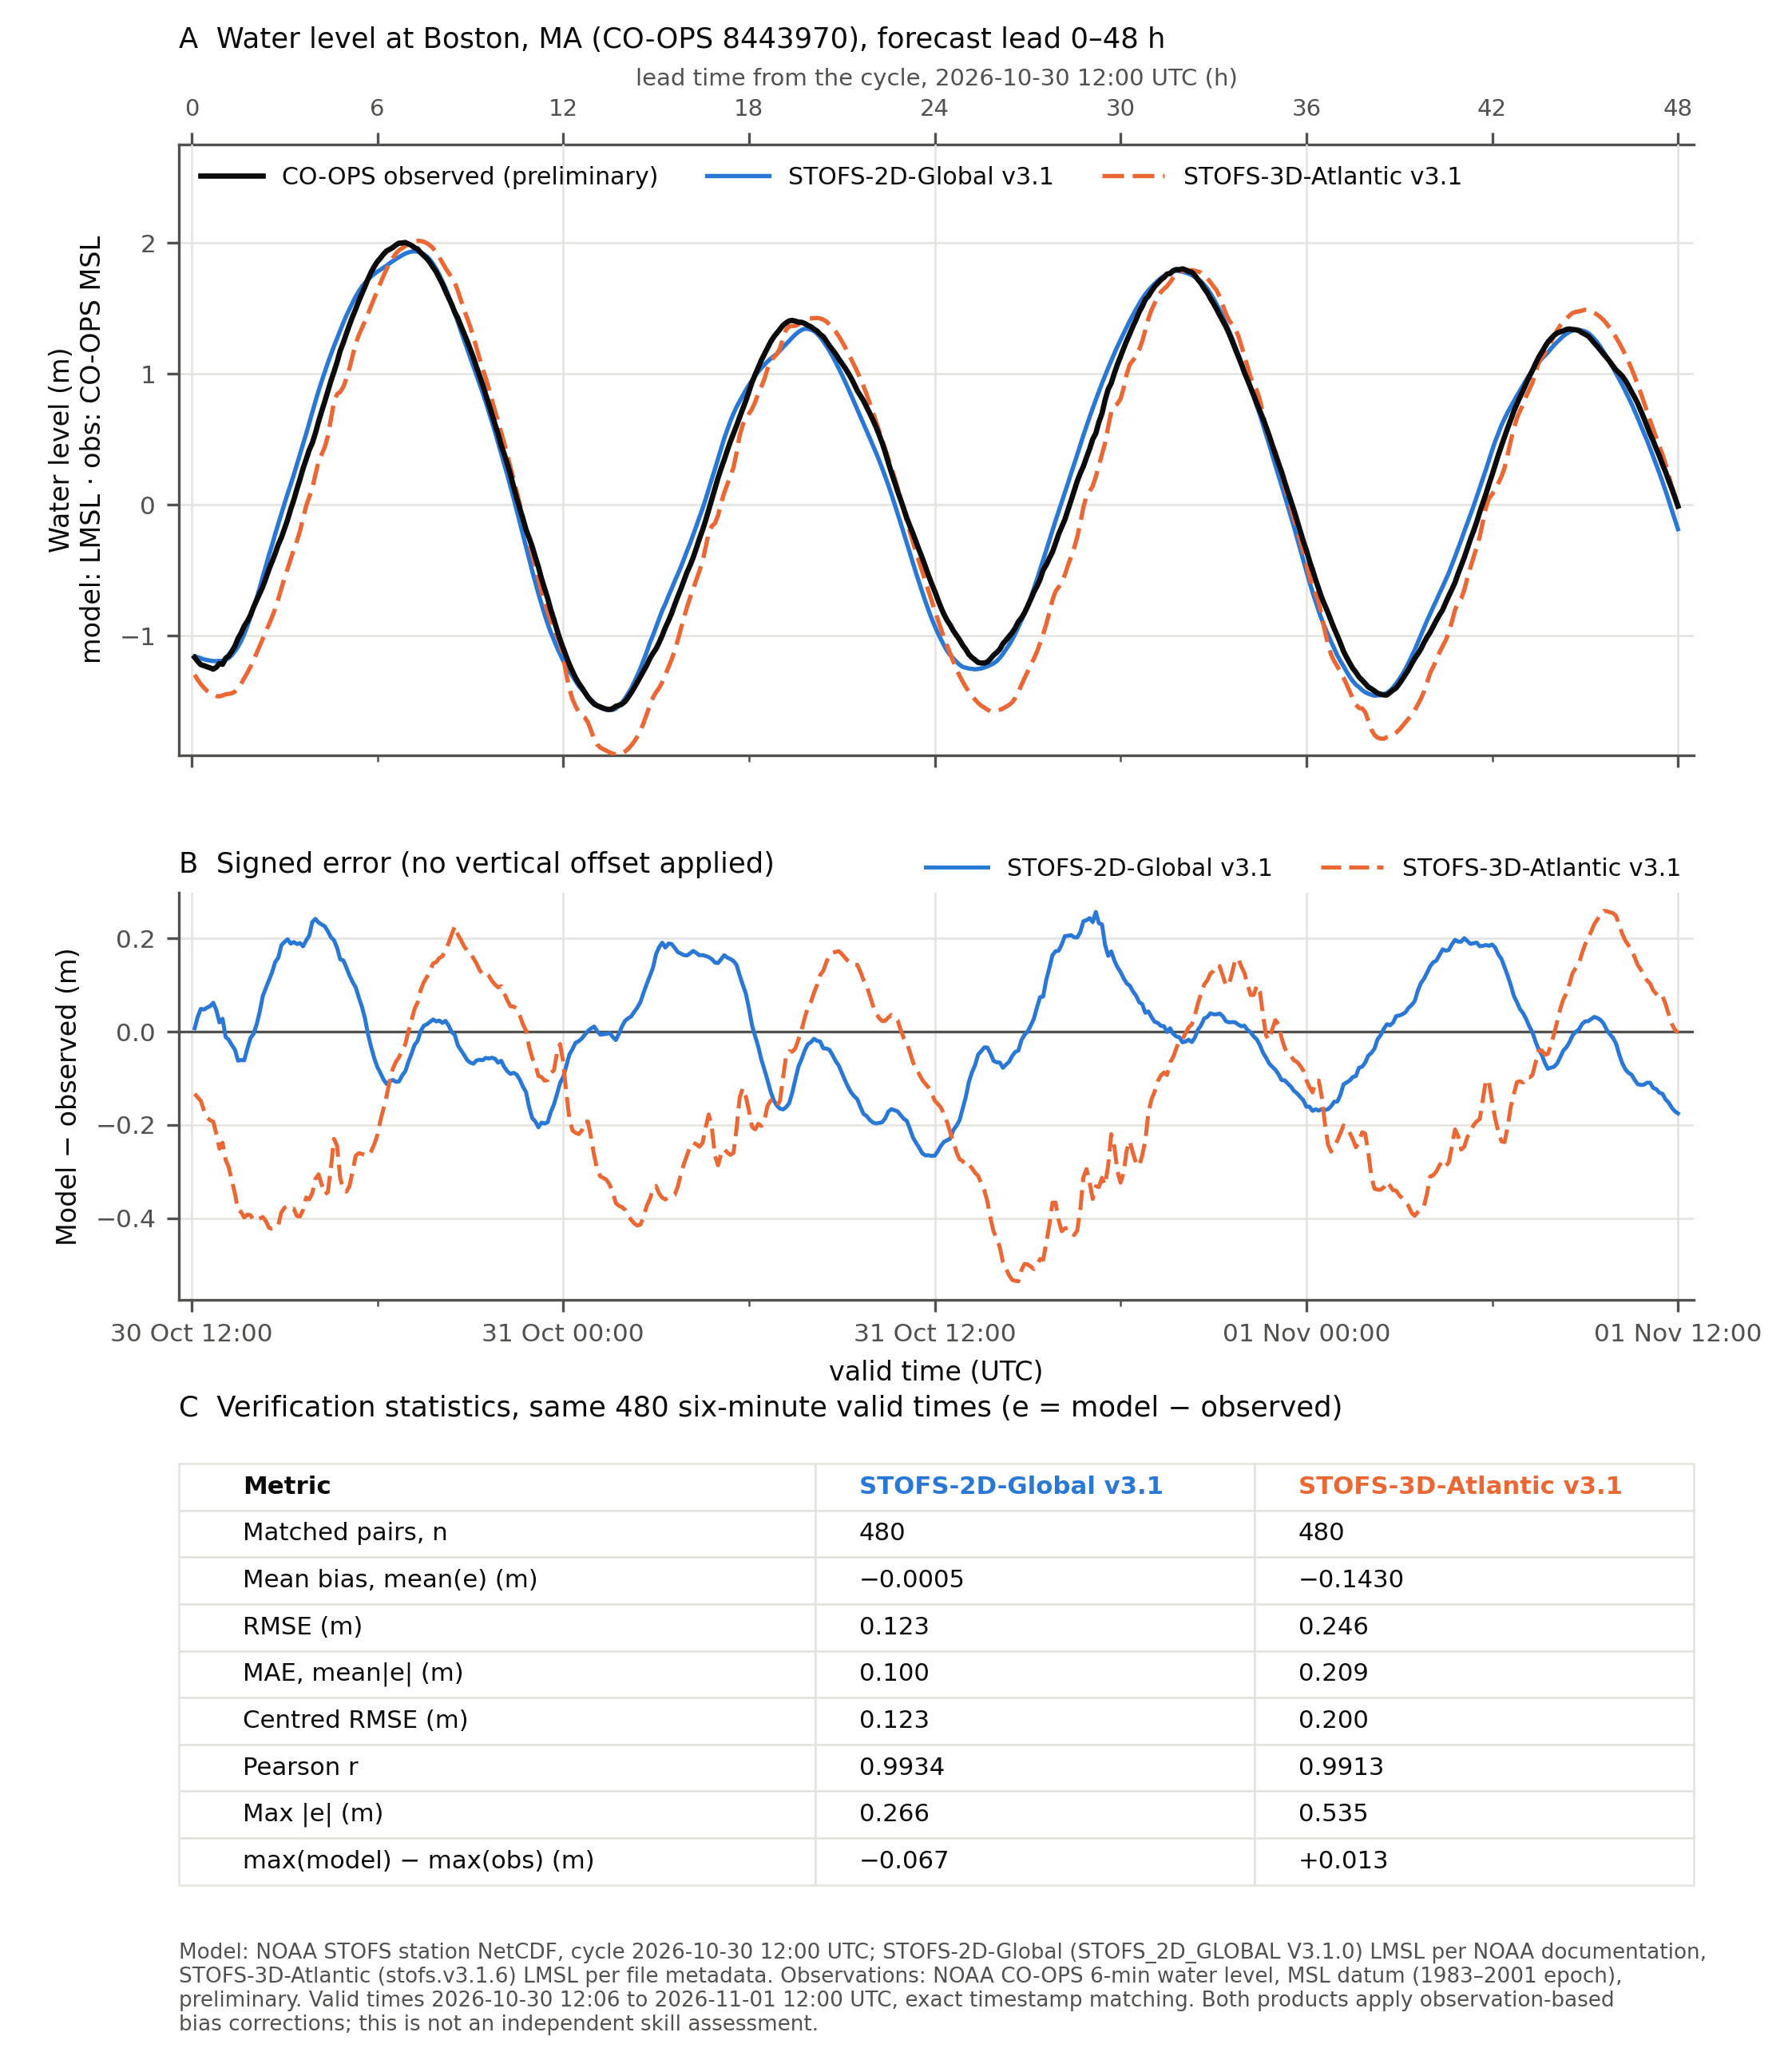 A Water level at Boston, MA (CO-OPS 8443970), forecast lead 0–48 h
lead time from the cycle, 2026-10-30 12:00 UTC (h)
0 6 12 18 24 30 36 42 48
CO-OPS observed (preliminary) STOFS-2D-Global v3.1 STOFS-3D-Atlantic v3.1
Water level (m)
model: LMSL · obs: CO-OPS MSL
2
1
0
−1
B Signed error (no vertical offset applied)
STOFS-2D-Global v3.1 STOFS-3D-Atlantic v3.1
Model − observed (m)
0.2
0.0
−0.2
−0.4
30 Oct 12:00 31 Oct 00:00 31 Oct 12:00 01 Nov 00:00 01 Nov 12:00
valid time (UTC)
C Verification statistics, same 480 six-minute valid times (e = model − observed)
Metric STOFS-2D-Global v3.1 STOFS-3D-Atlantic v3.1
Matched pairs, n 480 480
Mean bias, mean(e) (m) −0.0005 −0.1430
RMSE (m) 0.123 0.246
MAE, mean|e| (m) 0.100 0.209
Centred RMSE (m) 0.123 0.200
Pearson r 0.9934 0.9913
Max |e| (m) 0.266 0.535
max(model) − max(obs) (m) −0.067 +0.013
Model: NOAA STOFS station NetCDF, cycle 2026-10-30 12:00 UTC; STOFS-2D-Global (STOFS_2D_GLOBAL V3.1.0) LMSL per NOAA documentation,
STOFS-3D-Atlantic (stofs.v3.1.6) LMSL per file metadata. Observations: NOAA CO-OPS 6-min water level, MSL datum (1983–2001 epoch),
preliminary. Valid times 2026-10-30 12:06 to 2026-11-01 12:00 UTC, exact timestamp matching. Both products apply observation-based
bias corrections; this is not an independent skill assessment.